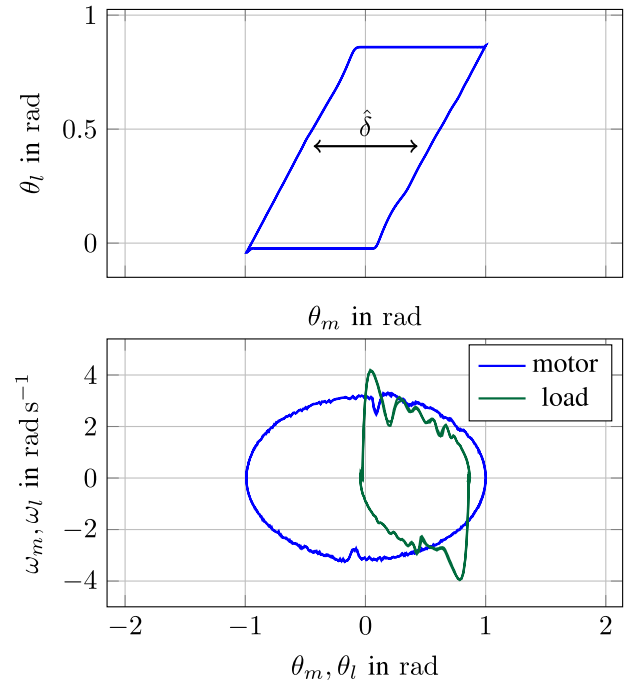 1
0.5
0
θ_l in rad
δ̂
θ_m in rad
motor
load
4
2
0
−2
−4
ω_m, ω_l in rad s⁻¹
−2 −1 0 1 2
θ_m, θ_l in rad